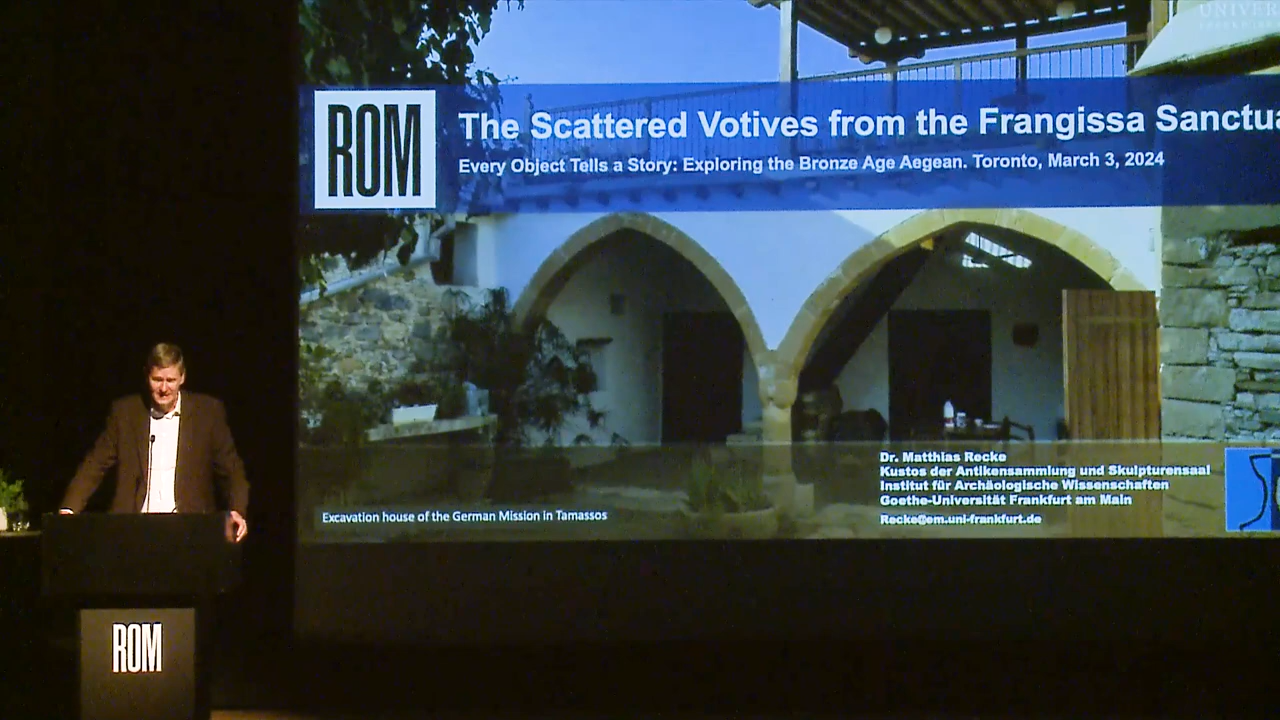 UNIVER
ROM
The Scattered Votives from the Frangissa Sanctua
Every Object Tells a Story: Exploring the Bronze Age Aegean. Toronto, March 3, 2024
Dr. Matthias Recke
Kustos der Antikensammlung und Skulpturensaal
Institut für Archäologische Wissenschaften
Goethe-Universität Frankfurt am Main
Recke@em.uni-frankfurt.de
Excavation house of the German Mission in Tamassos
ROM